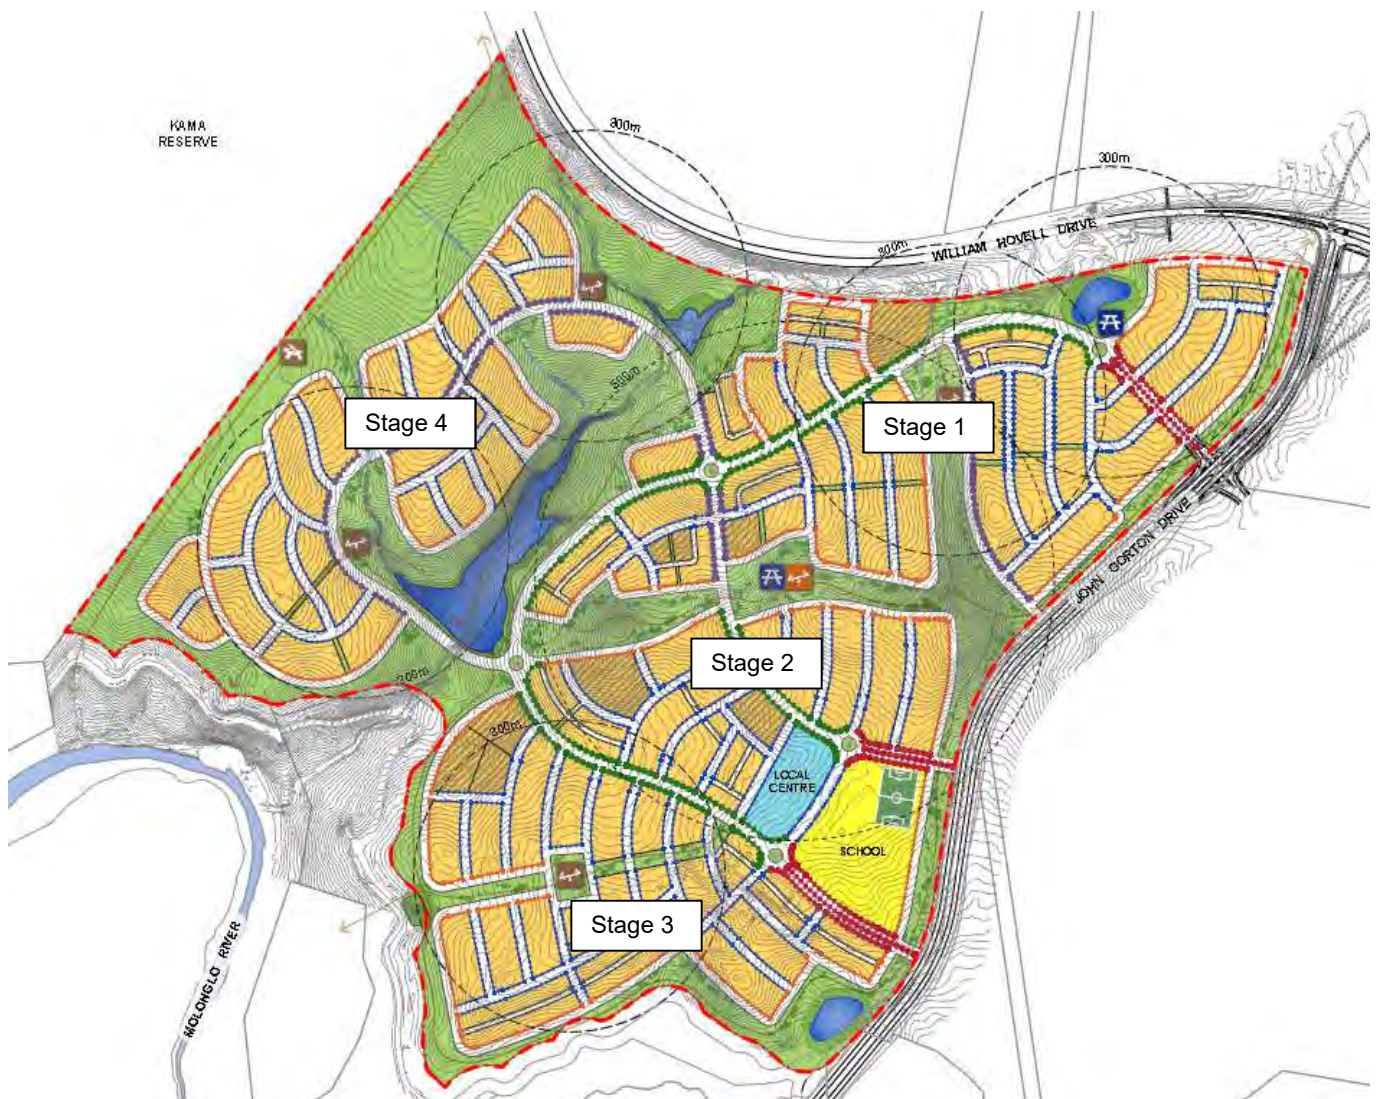 KAMA
RESERVE
300m
300m
300m
WILLIAM HOVELL DRIVE
500m
Stage 4
Stage 1
JOHN GORTON DRIVE
Stage 2
200m
300m
LOCAL
CENTRE
SCHOOL
Stage 3
MOLONGLO RIVER